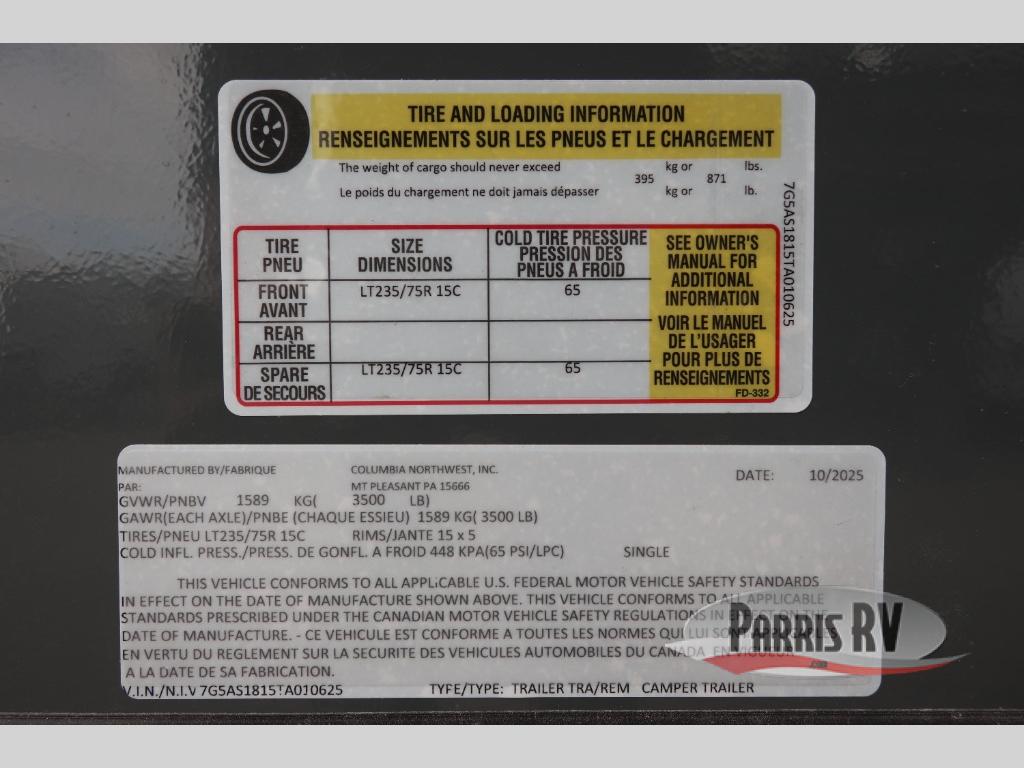 TIRE AND LOADING INFORMATION
RENSEIGNEMENTS SUR LES PNEUS ET LE CHARGEMENT
The weight of cargo should never exceed 395 kg or 871 lbs.
Le poids du chargement ne doit jamais dépasser kg or lb.
TIRE PNEU SIZE DIMENSIONS COLD TIRE PRESSURE PRESSION DES PNEUS A FROID
FRONT AVANT LT235/75R 15C 65
REAR ARRIÈRE
SPARE DE SECOURS LT235/75R 15C 65
SEE OWNER'S
MANUAL FOR
ADDITIONAL
INFORMATION
VOIR LE MANUEL
DE L'USAGER
POUR PLUS DE
RENSEIGNEMENTS
FD-332
7G5AS1815TA010625
MANUFACTURED BY/FABRIQUE COLUMBIA NORTHWEST, INC. DATE: 10/2025
PAR: MT PLEASANT PA 15666
GVWR/PNBV 1589 KG( 3500 LB)
GAWR(EACH AXLE)/PNBE (CHAQUE ESSIEU) 1589 KG( 3500 LB)
TIRES/PNEU LT235/75R 15C RIMS/JANTE 15 x 5
COLD INFL. PRESS./PRESS. DE GONFL. A FROID 448 KPA(65 PSI/LPC) SINGLE
THIS VEHICLE CONFORMS TO ALL APPLICABLE U.S. FEDERAL MOTOR VEHICLE SAFETY STANDARDS
IN EFFECT ON THE DATE OF MANUFACTURE SHOWN ABOVE. THIS VEHICLE CONFORMS TO ALL APPLICABLE
STANDARDS PRESCRIBED UNDER THE CANADIAN MOTOR VEHICLE SAFETY REGULATIONS IN EFFECT ON THE
DATE OF MANUFACTURE. - CE VEHICULE EST CONFORME A TOUTES LES NORMES QUI LUI SONT APPLICABLES
EN VERTU DU REGLEMENT SUR LA SECURITE DES VEHICULES AUTOMOBILES DU CANADA EN VIGUEUR
A LA DATE DE SA FABRICATION.
V.I.N./N.I.V 7G5AS1815TA010625 TYFE/TYPE: TRAILER TRA/REM CAMPER TRAILER
PARRIS RV
.com